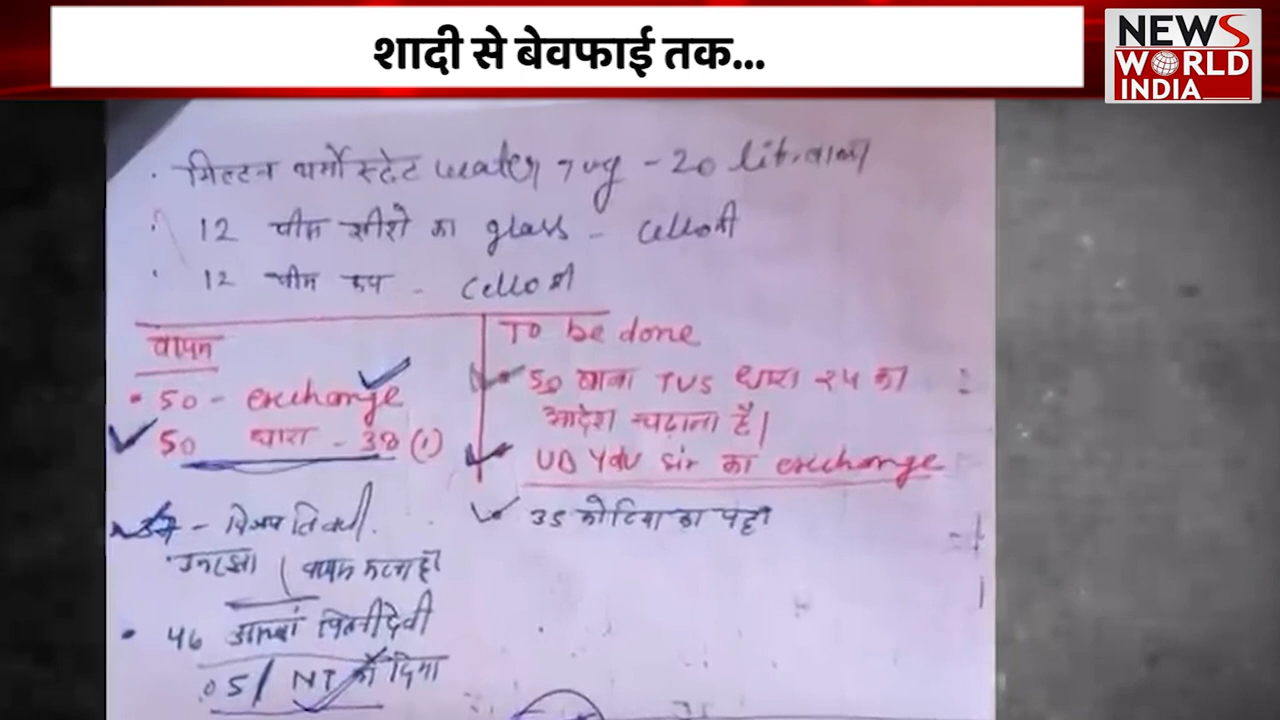 शादी से बेवफाई तक...
NEWS
WORLD
INDIA
मिल्टन थर्मोस्टेट water jug - 20 lit. वाला
12 पीस शीशे का glass - cello की
12 पीस कप - cello की
वापस
• 50 - exchange
50 धारा - 38 (1)
To be done
50 वाला TVS धारा 24 का
आदेश चढ़ाना है।
UD Ydv Sir का exchange
35 कोटिया का पट्टा
वापस करना है
• 46 पिलीदेवी
05/ NT को दिया